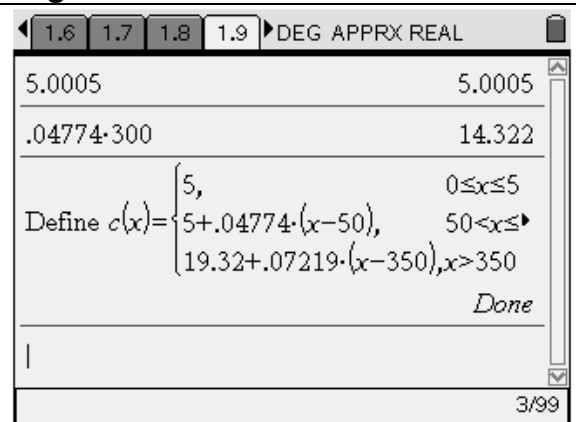 1.6 1.7 1.8 1.9 DEG APPRX REAL
5.0005 5.0005
.04774·300 14.322
5, 0≤x≤5
Define c(x)= 5+.04774·(x−50), 50<x≤
19.32+.07219·(x−350),x>350
Done
3/99